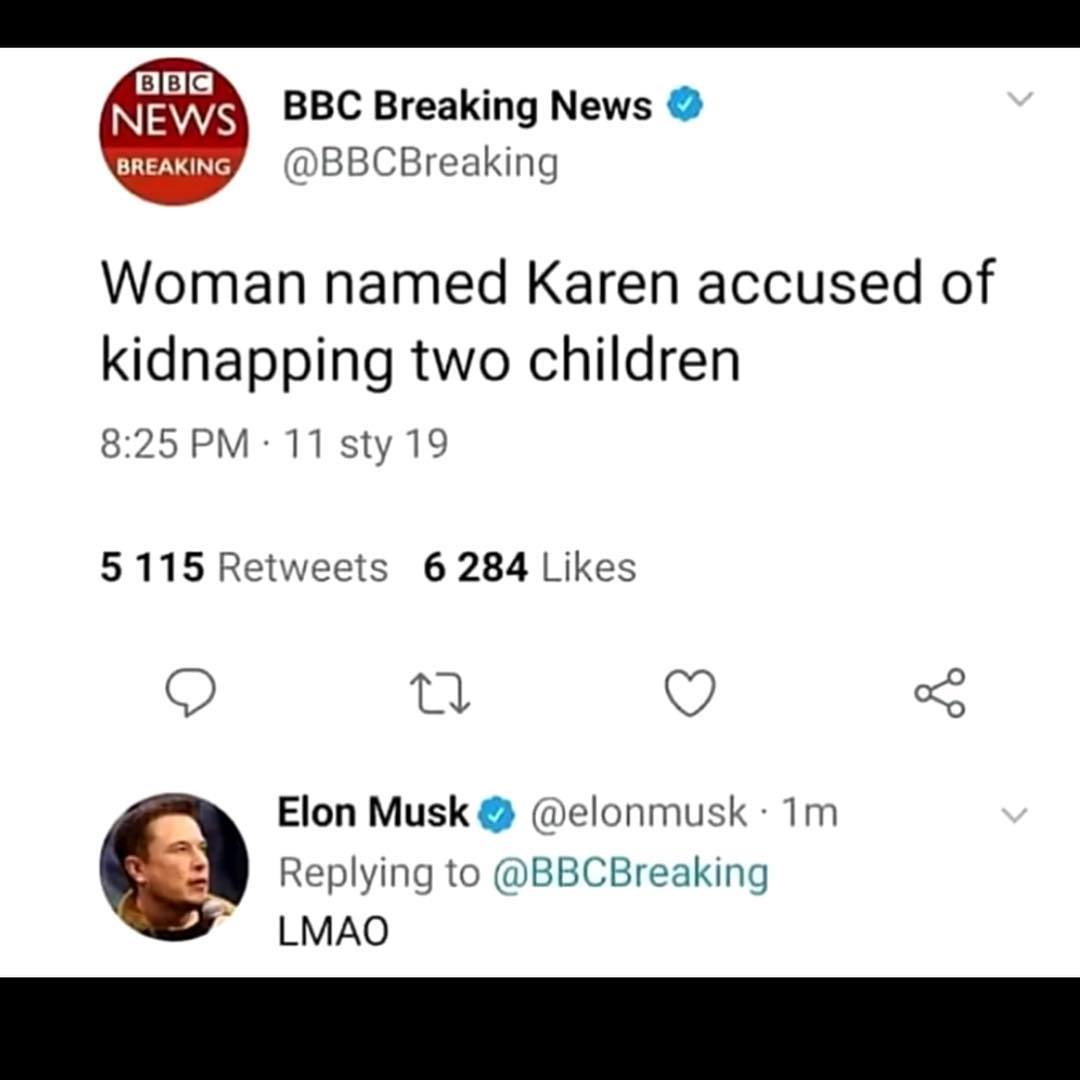 BBC
NEWS
BREAKING
BBC Breaking News
@BBCBreaking
Woman named Karen accused of
kidnapping two children
8:25 PM · 11 sty 19
5 115 Retweets 6 284 Likes
Elon Musk @elonmusk · 1m
Replying to @BBCBreaking
LMAO